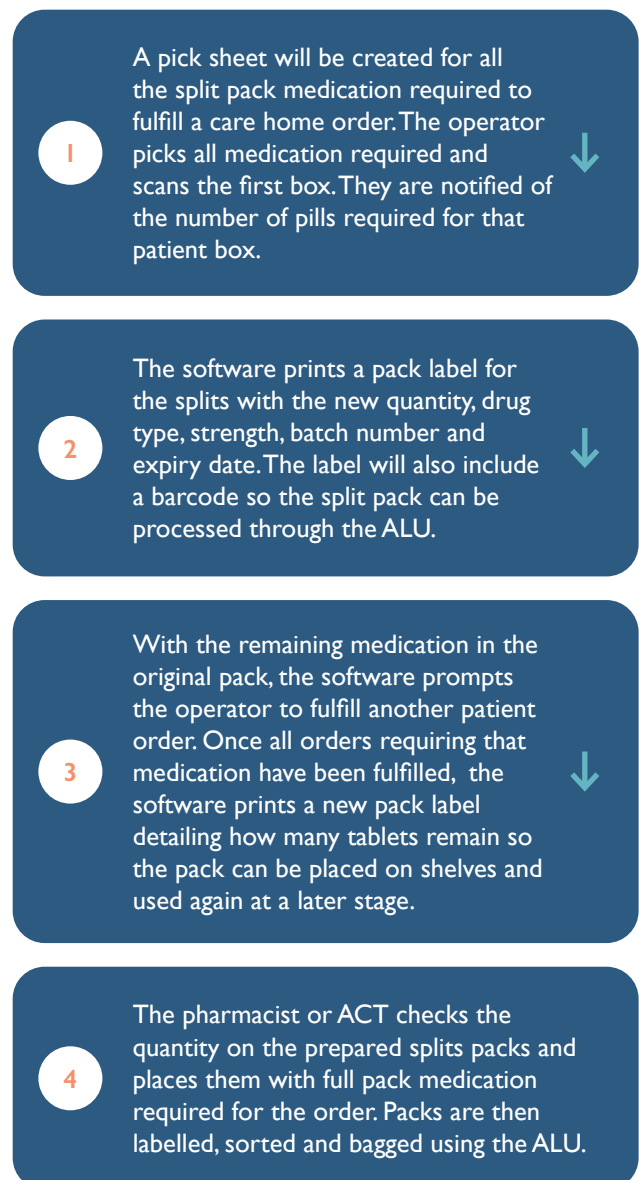 A pick sheet will be created for all
the split pack medication required to
fulfill a care home order. The operator
1
picks all medication required and
scans the first box. They are notified of
the number of pills required for that
patient box.
The software prints a pack label for
the splits with the new quantity, drug
type, strength, batch number and
2
expiry date. The label will also include
a barcode so the split pack can be
processed through the ALU.
With the remaining medication in the
original pack, the software prompts
the operator to fulfill another patient
order. Once all orders requiring that
3
medication have been fulfilled, the
software prints a new pack label
detailing how many tablets remain so
the pack can be placed on shelves and
used again at a later stage.
The pharmacist or ACT checks the
quantity on the prepared splits packs and
4
places them with full pack medication
required for the order. Packs are then
labelled, sorted and bagged using the ALU.